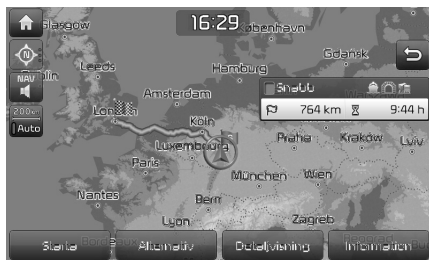 16:29
Glasgow
København
Gdańsk
NAV
Leeds
Hamburg
Snabb
Amsterdam
200km
764 km 9:44 h
London
Auto
Köln
Praha Kraków Lviv
Luxembourg
Paris
München Wien
Nantes
Bern
Lyon Zagreb
Starta Alternativ Detaljvisning Information